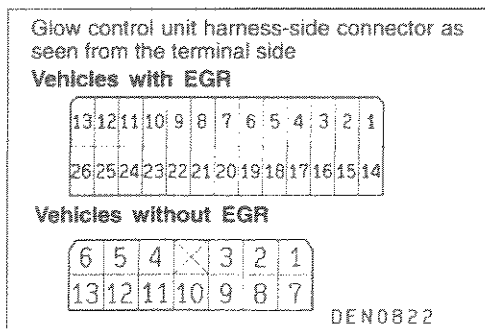 Glow control unit harness-side connector as
seen from the terminal side
Vehicles with EGR
13 12 11 10 9 8 7 6 5 4 3 2 1
26 25 24 23 22 21 20 19 18 17 16 15 14
Vehicles without EGR
6 5 4 3 2 1
13 12 11 10 9 8 7
DEN0822